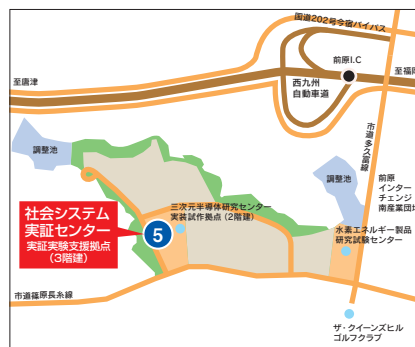 国道202号今宿バイパス
前原I.C
至唐津
至福岡
西九州
自動車道
市道多久冨線
調整池
調整池
前原
インター
チェンジ
南産業団地
三次元半導体研究センター
実装試作拠点(2階建)
社会システム
実証センター
実証実験支援拠点
(3階建)
5
水素エネルギー製品
研究試験センター
市道篠原長糸線
ザ・クイーンズヒル
ゴルフクラブ